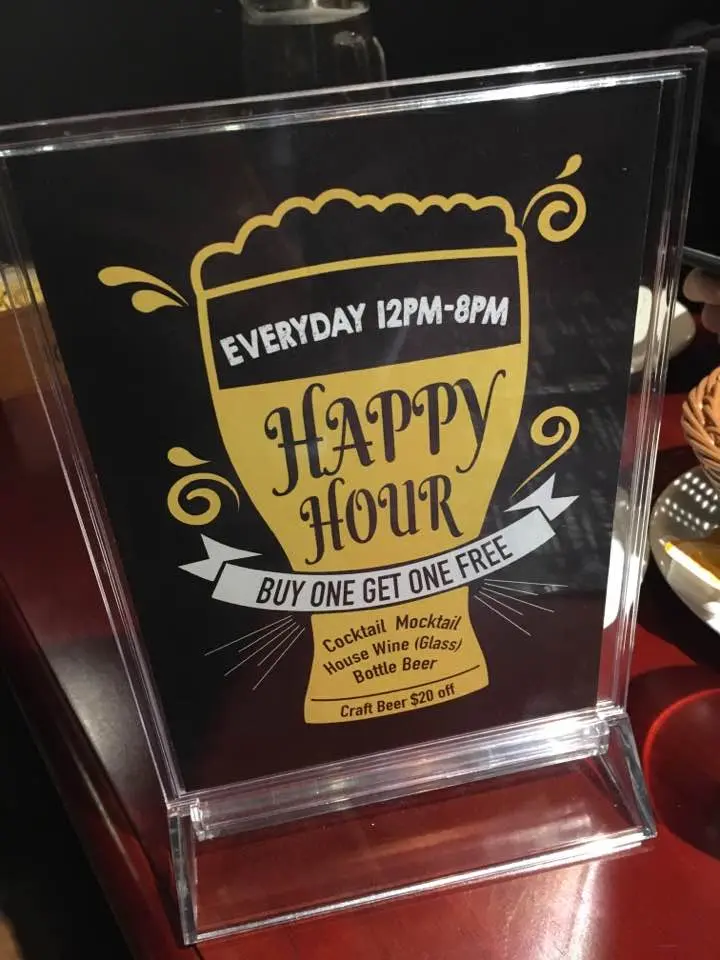 EVERYDAY 12PM-8PM
HAPPY
HOUR
BUY ONE GET ONE FREE
Cocktail Mocktail
House Wine (Glass)
Bottle Beer
Craft Beer $20 off